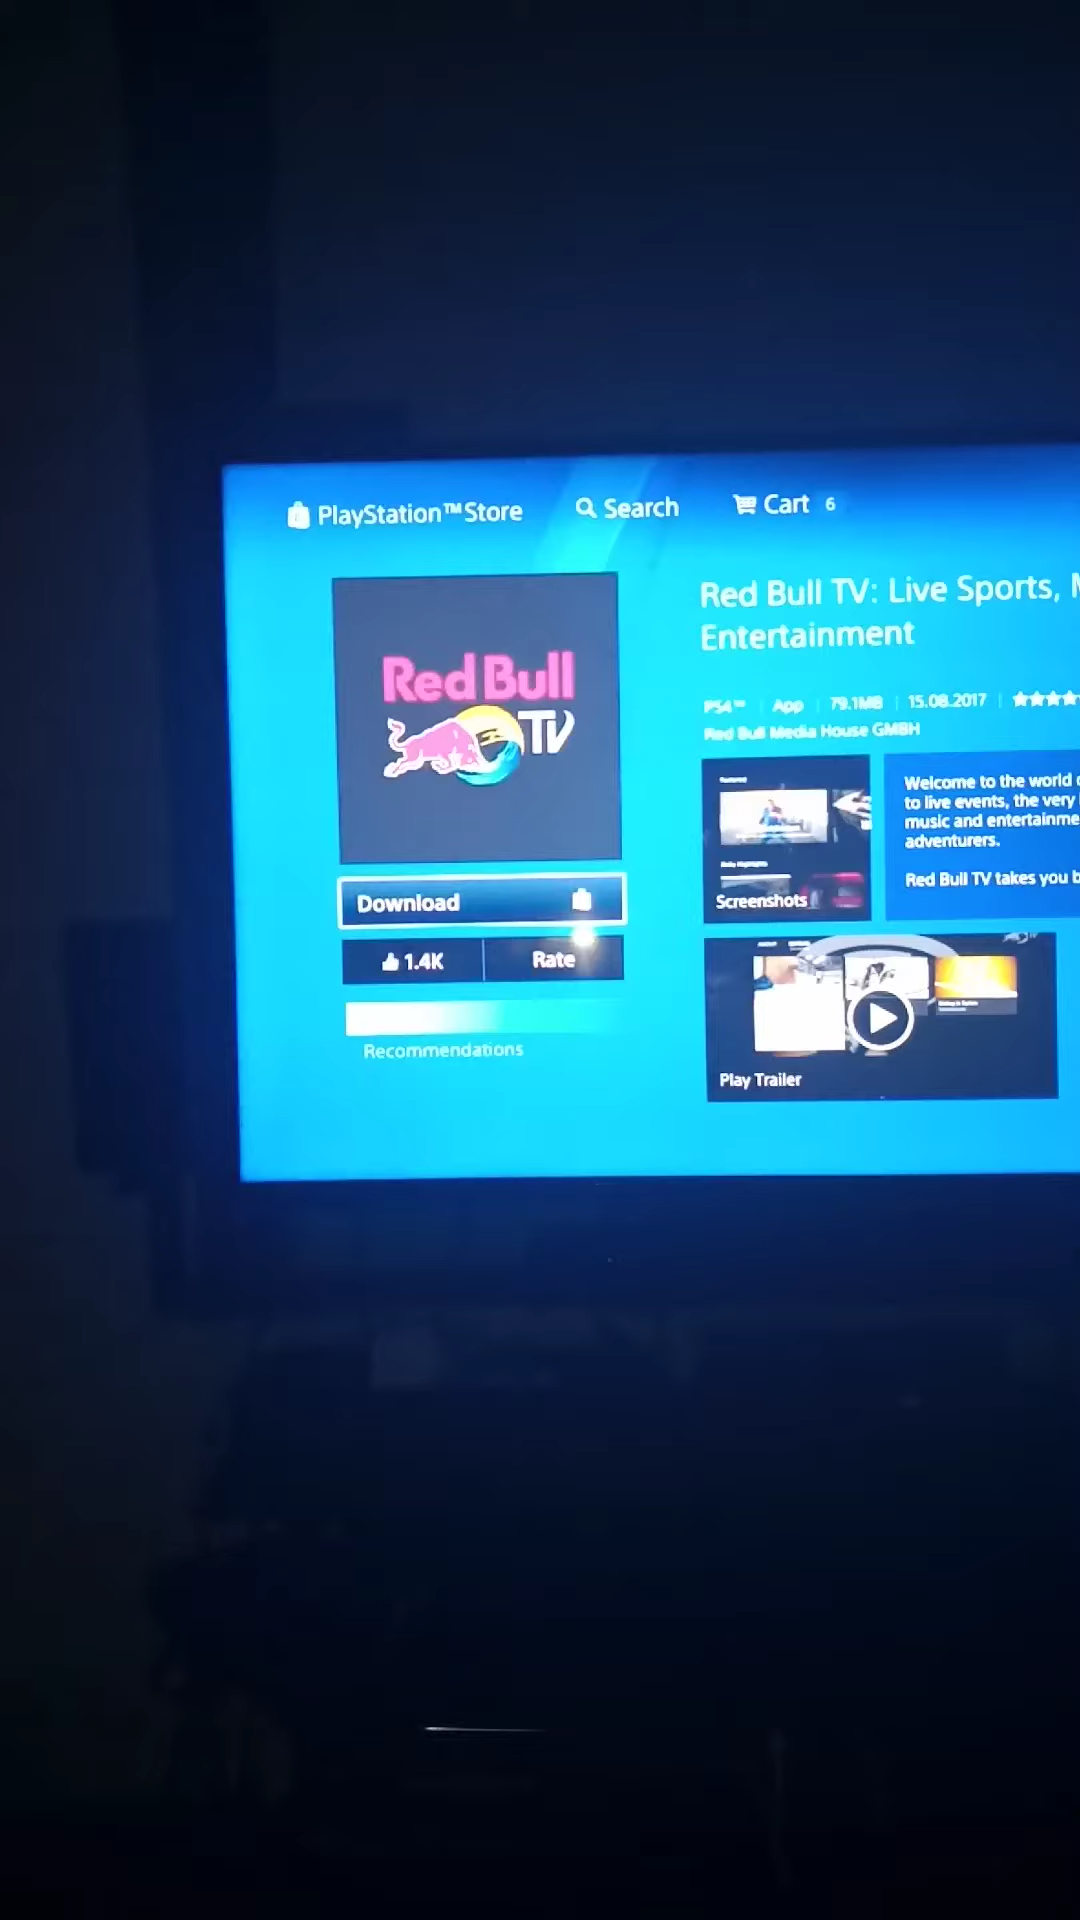 PlayStation™Store
Search
Cart 6
Red Bull
TV
Red Bull TV: Live Sports,
Entertainment
PS4™ | App | 79.1MB | 15.08.2017 |
Red Bull Media House GMBH
Download
1.4K
Rate
Recommendations
Featured
Screenshots
Welcome to the world
to live events, the very
music and entertainme
adventurers.
Red Bull TV takes you b
Play Trailer